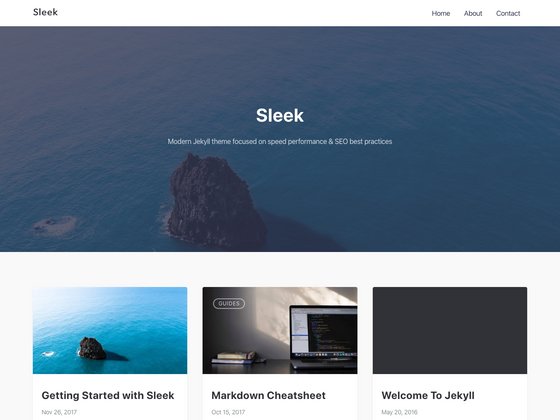 Sleek
Home About Contact
Sleek
Modern Jekyll theme focused on speed performance & SEO best practices
GUIDES
Getting Started with Sleek
Nov 26, 2017
Markdown Cheatsheet
Oct 15, 2017
Welcome To Jekyll
May 20, 2016